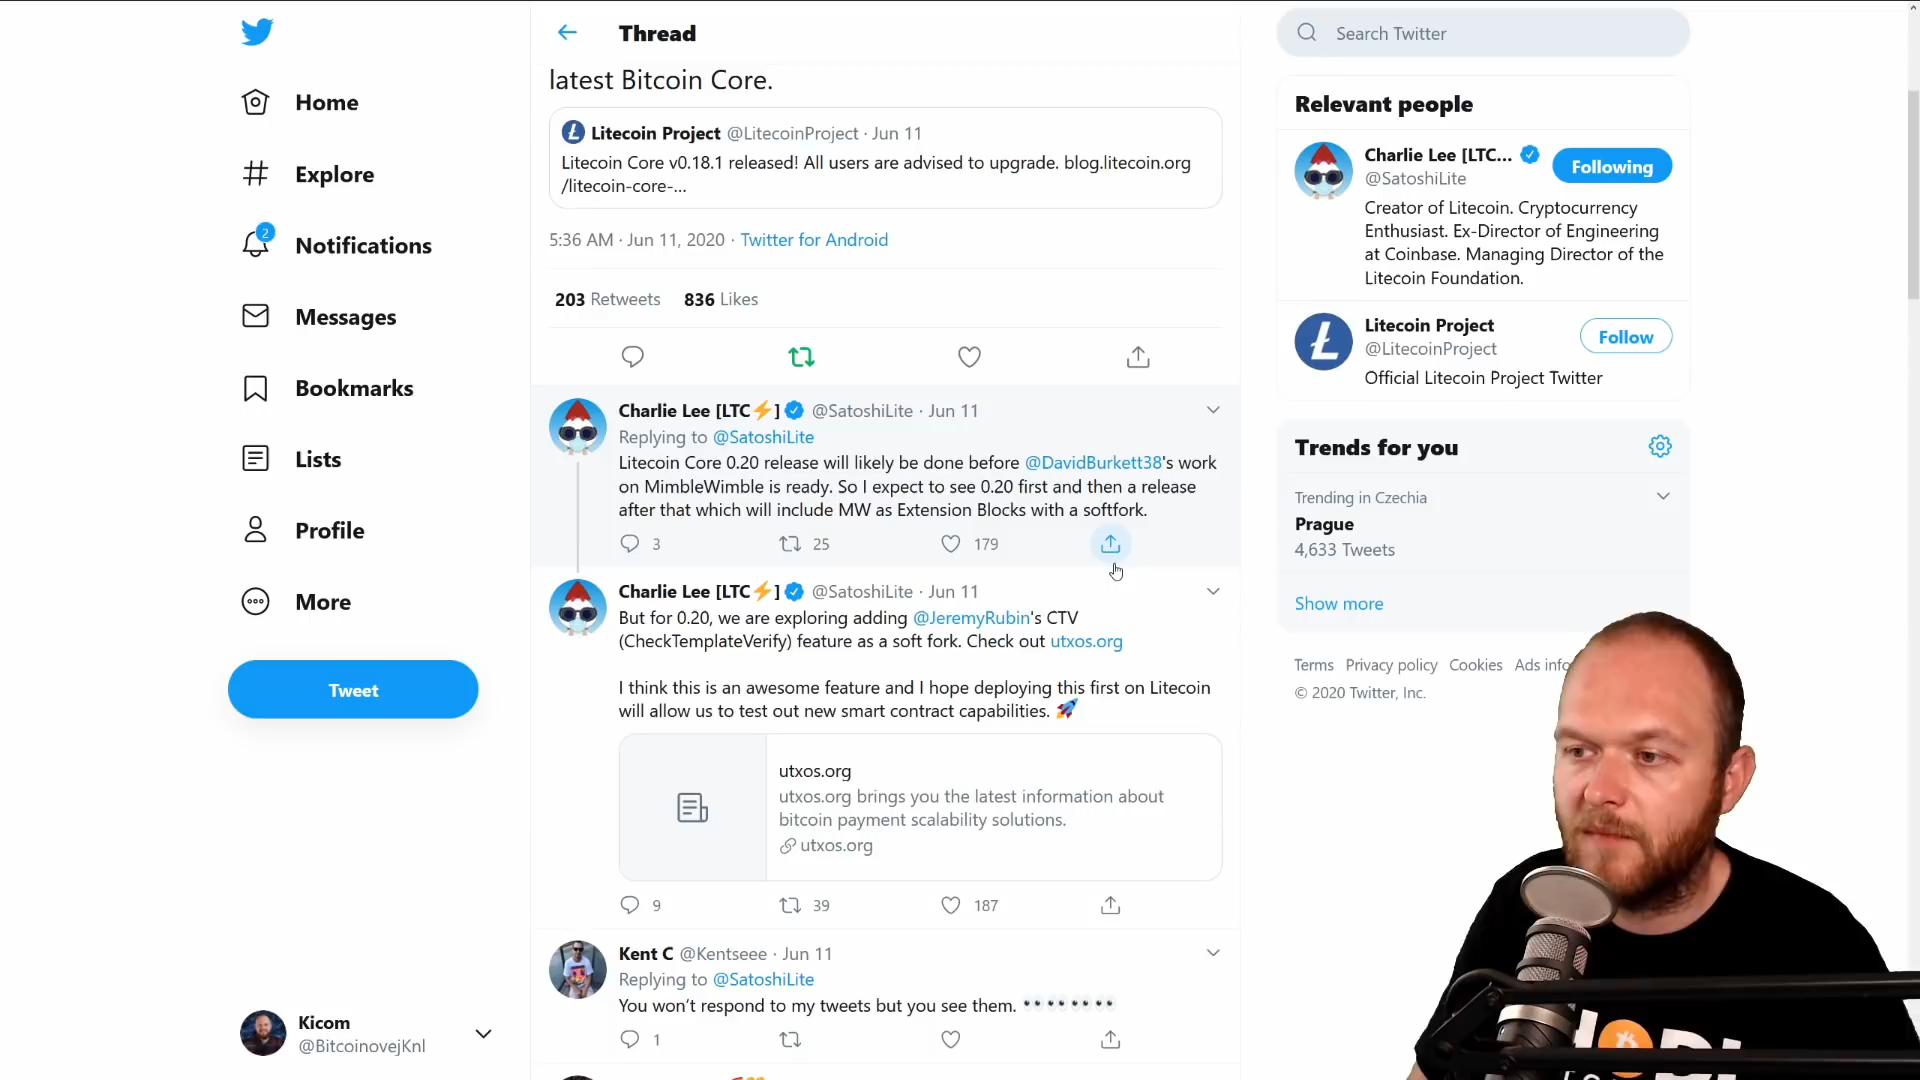 Home
Explore
2
Notifications
Messages
Bookmarks
Lists
Profile
More
Tweet
Kicom
@BitcoinovejKnl
Thread
latest Bitcoin Core.
Litecoin Project @LitecoinProject · Jun 11
Litecoin Core v0.18.1 released! All users are advised to upgrade. blog.litecoin.org
/litecoin-core-...
5:36 AM · Jun 11, 2020 · Twitter for Android
203 Retweets 836 Likes
Charlie Lee [LTC⚡] @SatoshiLite · Jun 11
Replying to @SatoshiLite
Litecoin Core 0.20 release will likely be done before @DavidBurkett38's work
on MimbleWimble is ready. So I expect to see 0.20 first and then a release
after that which will include MW as Extension Blocks with a softfork.
3 25 179
Charlie Lee [LTC⚡] @SatoshiLite · Jun 11
But for 0.20, we are exploring adding @JeremyRubin's CTV
(CheckTemplateVerify) feature as a soft fork. Check out utxos.org
I think this is an awesome feature and I hope deploying this first on Litecoin
will allow us to test out new smart contract capabilities. 🚀
utxos.org
utxos.org brings you the latest information about
bitcoin payment scalability solutions.
utxos.org
9 39 187
Kent C @Kentseee · Jun 11
Replying to @SatoshiLite
You won't respond to my tweets but you see them. 👀👀👀👀
1
Search Twitter
Relevant people
Charlie Lee [LTC...
Following
@SatoshiLite
Creator of Litecoin. Cryptocurrency
Enthusiast. Ex-Director of Engineering
at Coinbase. Managing Director of the
Litecoin Foundation.
Litecoin Project
Follow
@LitecoinProject
Official Litecoin Project Twitter
Trends for you
Trending in Czechia
Prague
4,633 Tweets
Show more
Terms Privacy policy Cookies Ads info
© 2020 Twitter, Inc.